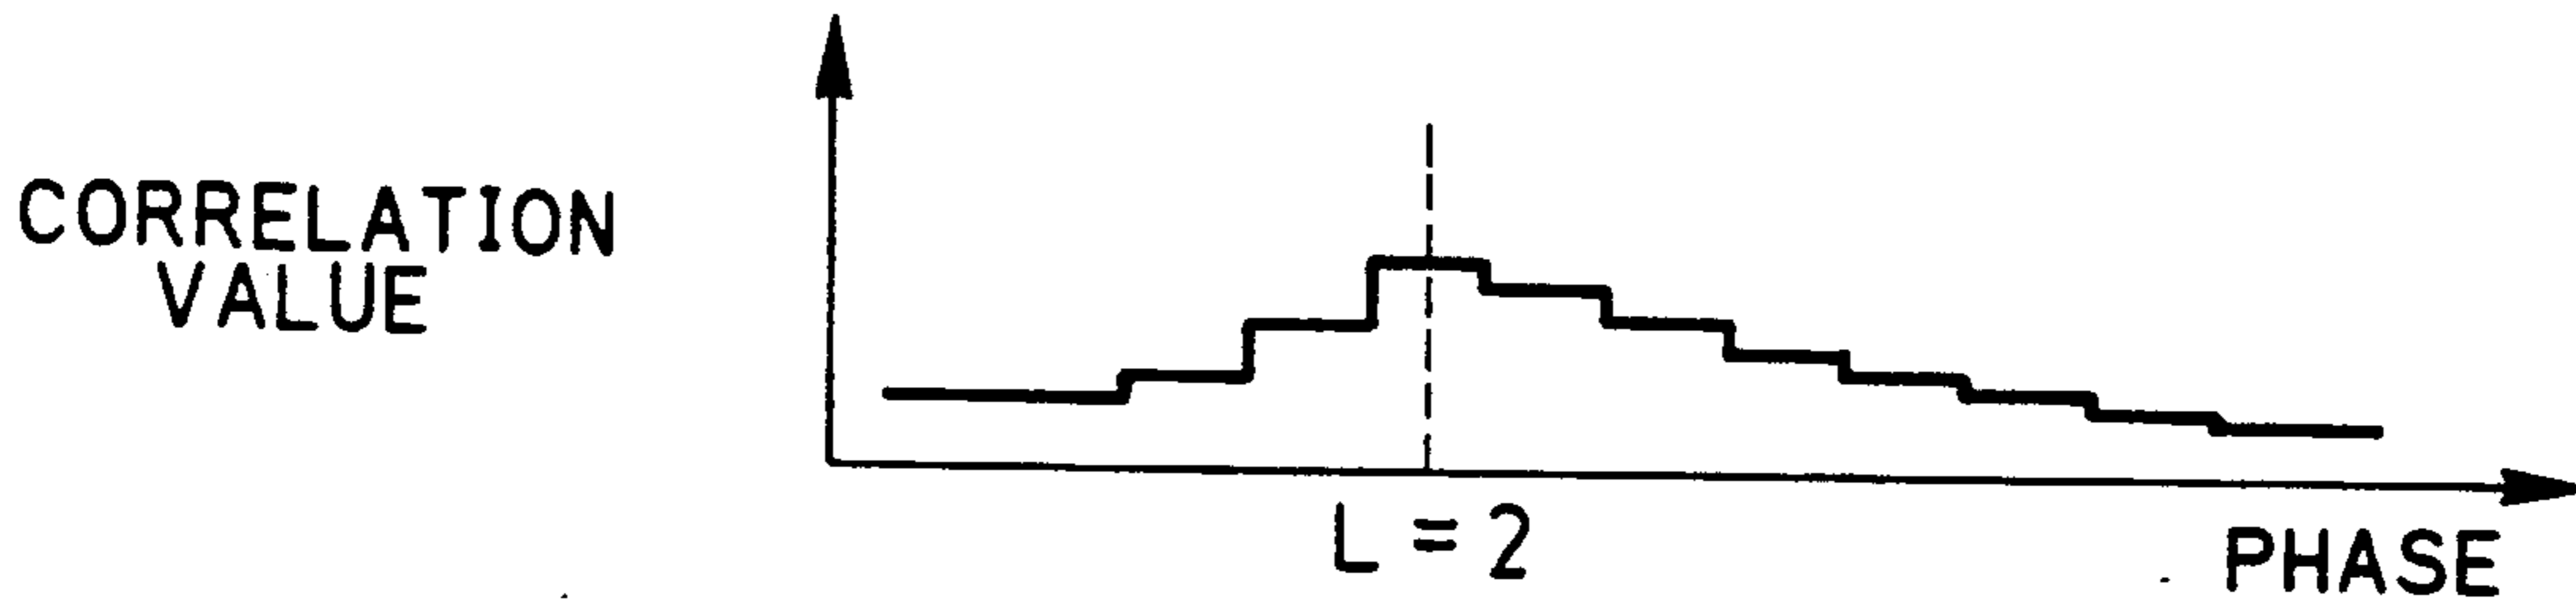 CORRELATION
VALUE
L = 2
PHASE